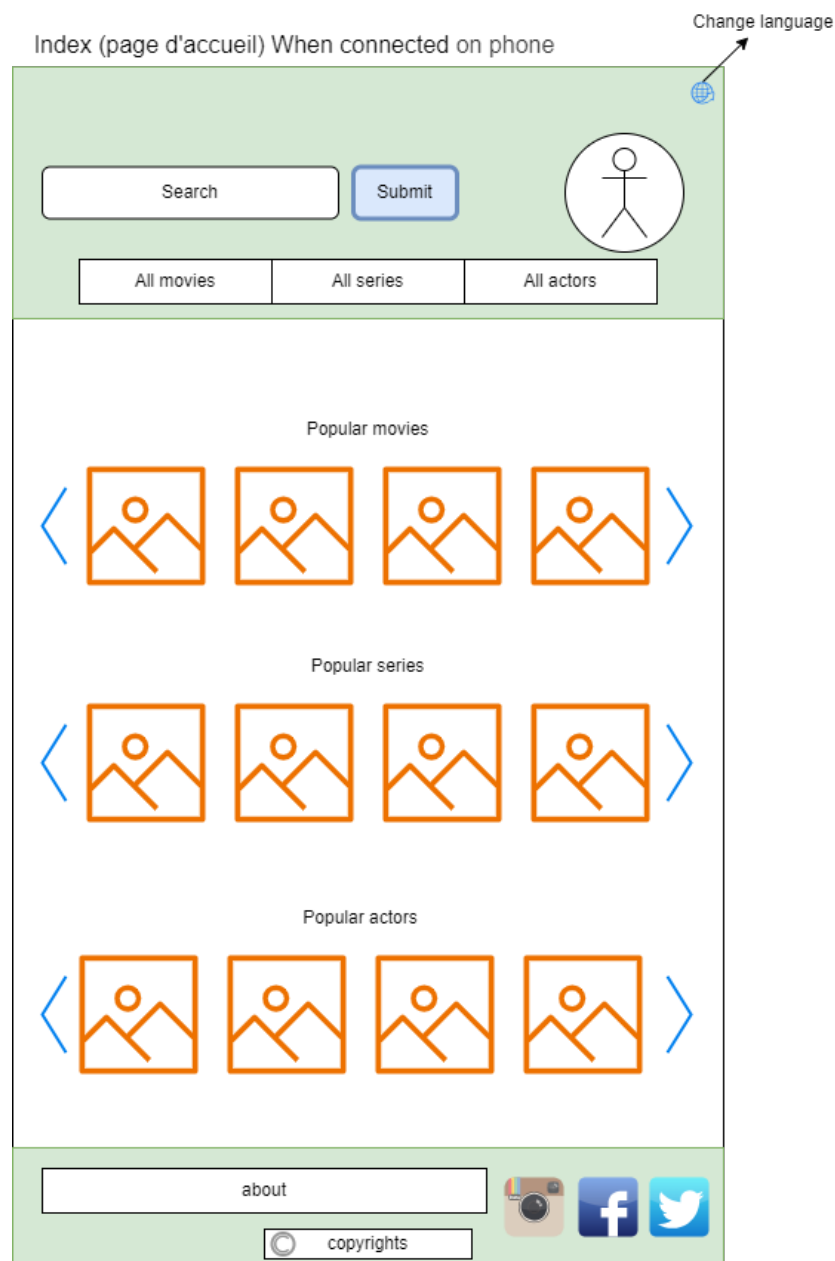 Change language
Index (page d'accueil) When connected on phone
Search
Submit
All movies
All series
All actors
Popular movies
Popular series
Popular actors
about
© copyrights